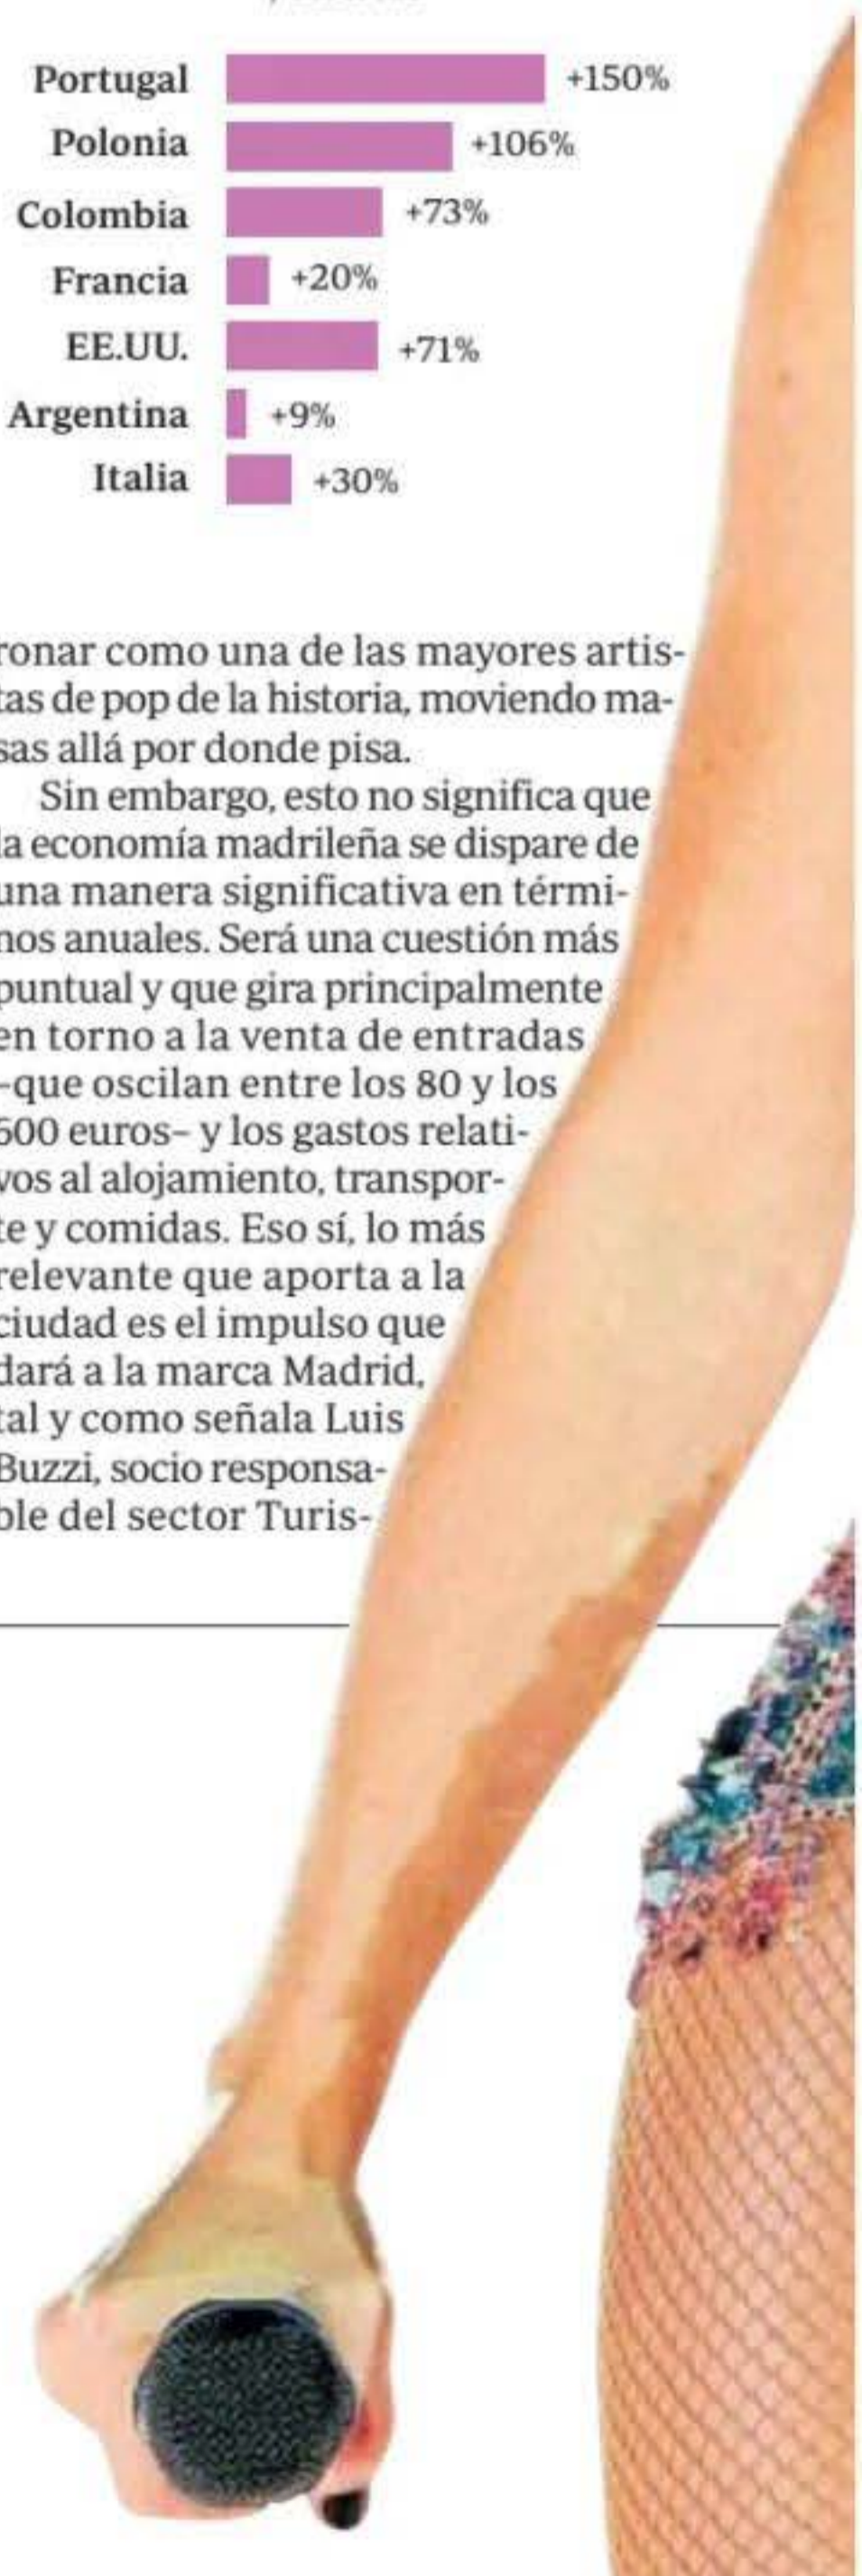 Portugal +150%
Polonia +106%
Colombia +73%
Francia +20%
EE.UU. +71%
Argentina +9%
Italia +30%
ronar como una de las mayores artis-
tas de pop de la historia, moviendo ma-
sas allá por donde pisa.
Sin embargo, esto no significa que
la economía madrileña se dispare de
una manera significativa en térmi-
nos anuales. Será una cuestión más
puntual y que gira principalmente
en torno a la venta de entradas
-que oscilan entre los 80 y los
600 euros– y los gastos relati-
vos al alojamiento, transpor-
te y comidas. Eso sí, lo más
relevante que aporta a la
ciudad es el impulso que
dará a la marca Madrid,
tal y como señala Luis
Buzzi, socio responsa-
ble del sector Turis-